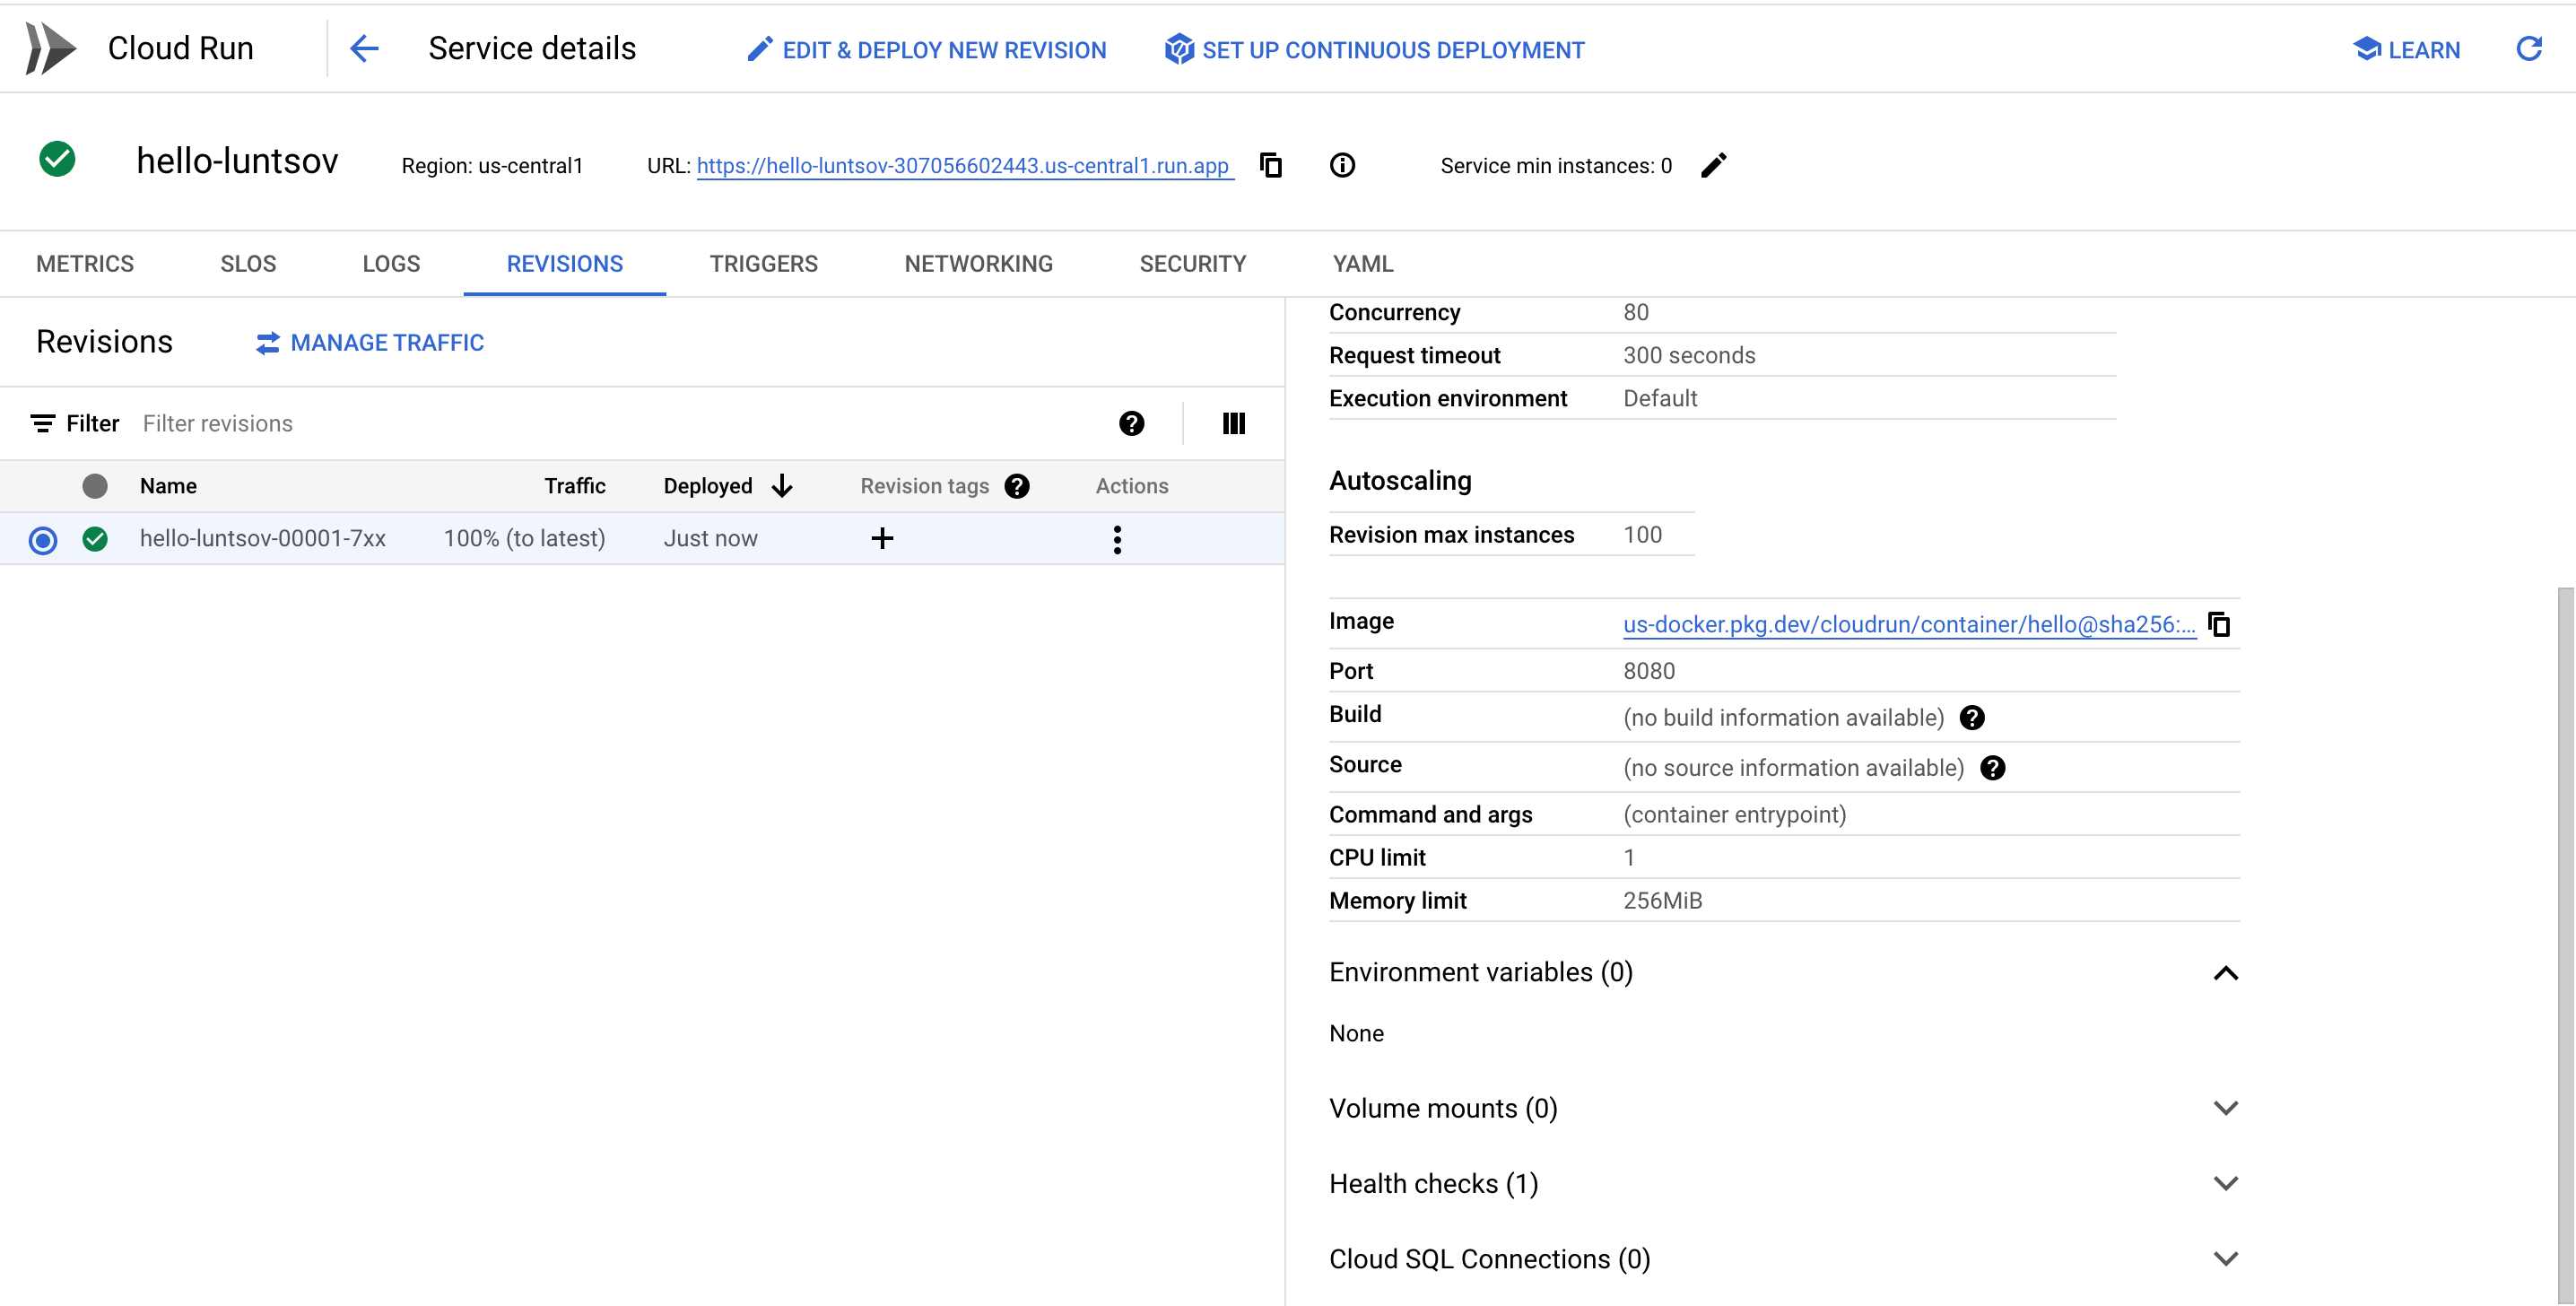 Cloud Run
Service details
EDIT & DEPLOY NEW REVISION
SET UP CONTINUOUS DEPLOYMENT
LEARN
hello-luntsov
Region: us-central1
URL: https://hello-luntsov-307056602443.us-central1.run.app
Service min instances: 0
METRICS
SLOS
LOGS
REVISIONS
TRIGGERS
NETWORKING
SECURITY
YAML
Revisions
MANAGE TRAFFIC
Filter Filter revisions
Name Traffic Deployed Revision tags Actions
hello-luntsov-00001-7xx 100% (to latest) Just now
Concurrency 80
Request timeout 300 seconds
Execution environment Default
Autoscaling
Revision max instances 100
Image us-docker.pkg.dev/cloudrun/container/hello@sha256:...
Port 8080
Build (no build information available)
Source (no source information available)
Command and args (container entrypoint)
CPU limit 1
Memory limit 256MiB
Environment variables (0)
None
Volume mounts (0)
Health checks (1)
Cloud SQL Connections (0)